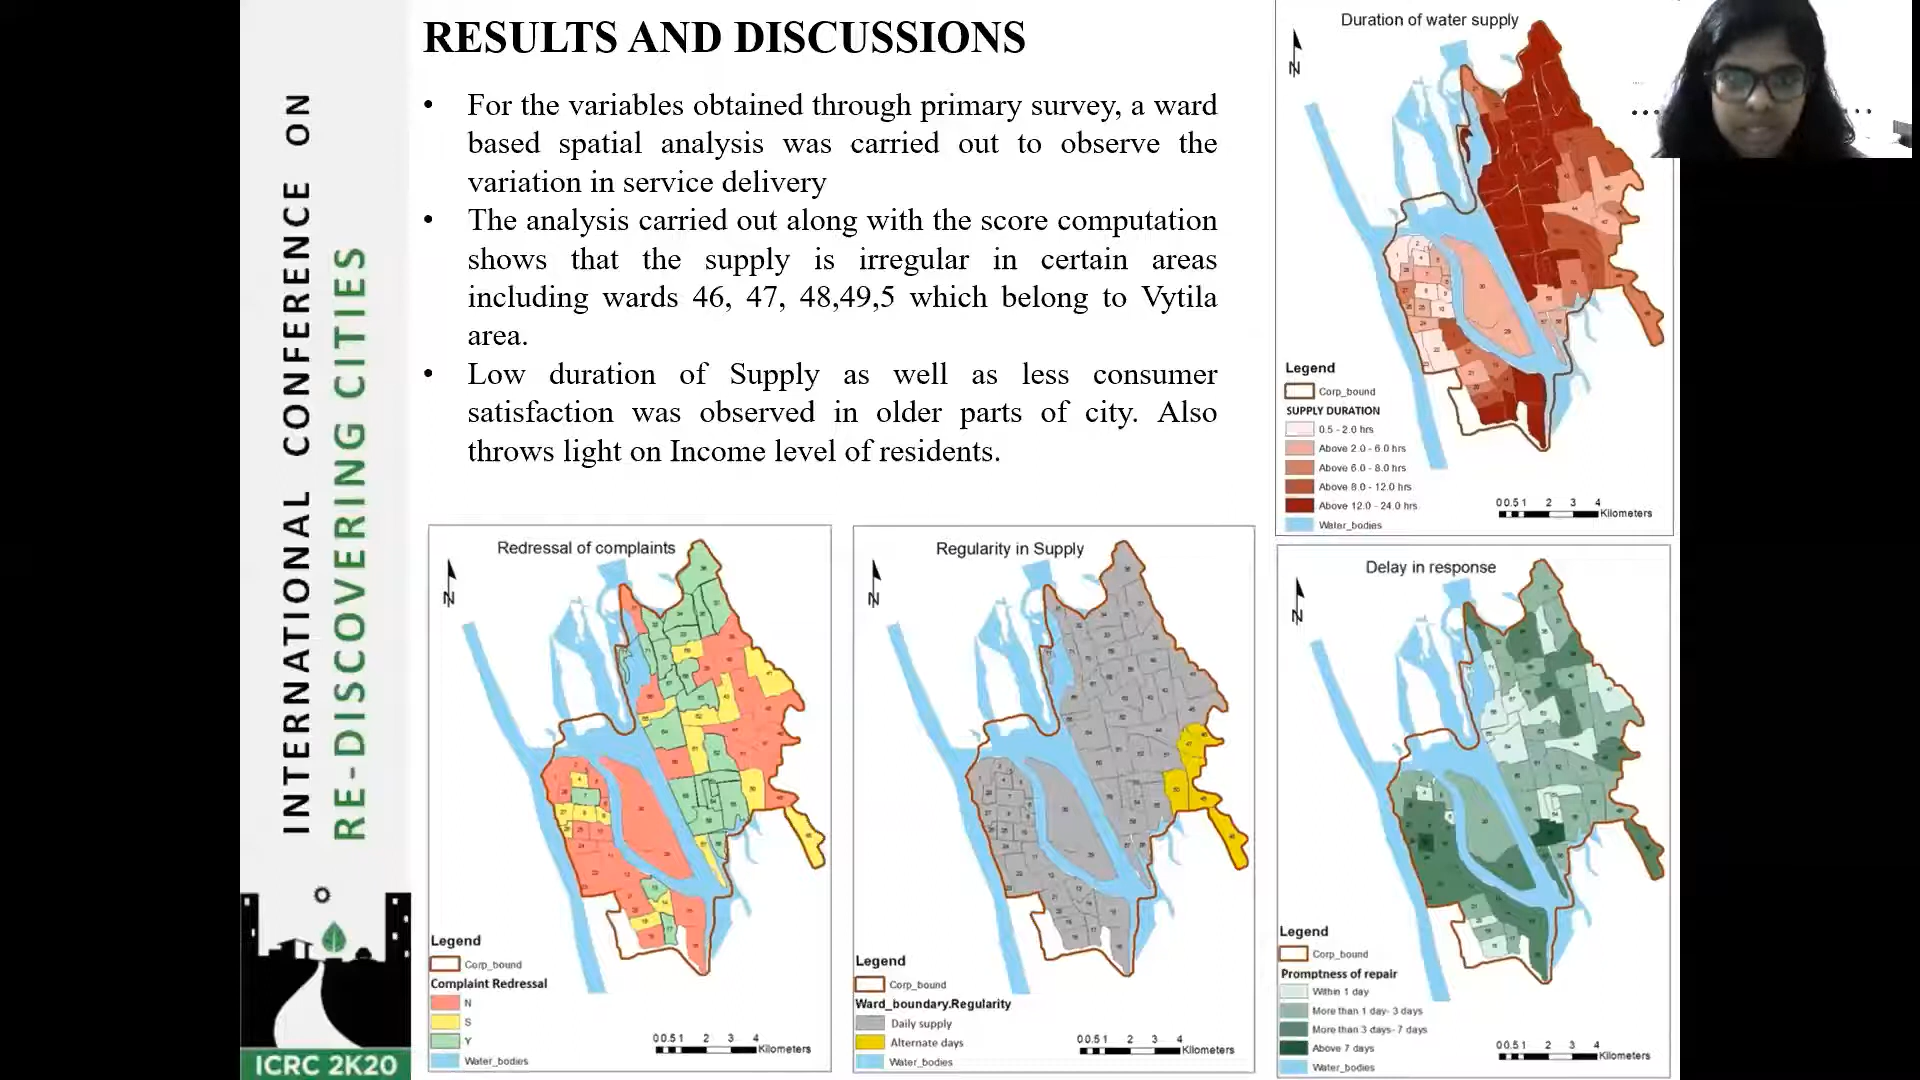 INTERNATIONAL CONFERENCE ON
RE-DISCOVERING CITIES
ICRC 2K20
RESULTS AND DISCUSSIONS
• For the variables obtained through primary survey, a ward
based spatial analysis was carried out to observe the
variation in service delivery
• The analysis carried out along with the score computation
shows that the supply is irregular in certain areas
including wards 46, 47, 48,49,5 which belong to Vytila
area.
• Low duration of Supply as well as less consumer
satisfaction was observed in older parts of city. Also
throws light on Income level of residents.
Duration of water supply
N
Legend
Corp_bound
SUPPLY DURATION
0.5 - 2.0 hrs
Above 2.0 - 6.0 hrs
Above 6.0 - 8.0 hrs
Above 8.0 - 12.0 hrs
Above 12.0 - 24.0 hrs
Water_bodies
0 0.5 1 2 3 4
Kilometers
Redressal of complaints
N
Legend
Corp_bound
Complaint Redressal
N
S
Y
Water_bodies
0 0.5 1 2 3 4
Kilometers
Regularity in Supply
N
Legend
Corp_bound
Ward_boundary.Regularity
Daily supply
Alternate days
Water_bodies
0 0.5 1 2 3 4
Kilometers
Delay in response
N
Legend
Corp_bound
Promptness of repair
Within 1 day
More than 1 day- 3 days
More than 3 days- 7 days
Above 7 days
Water_bodies
0 0.5 1 2 3 4
Kilometers